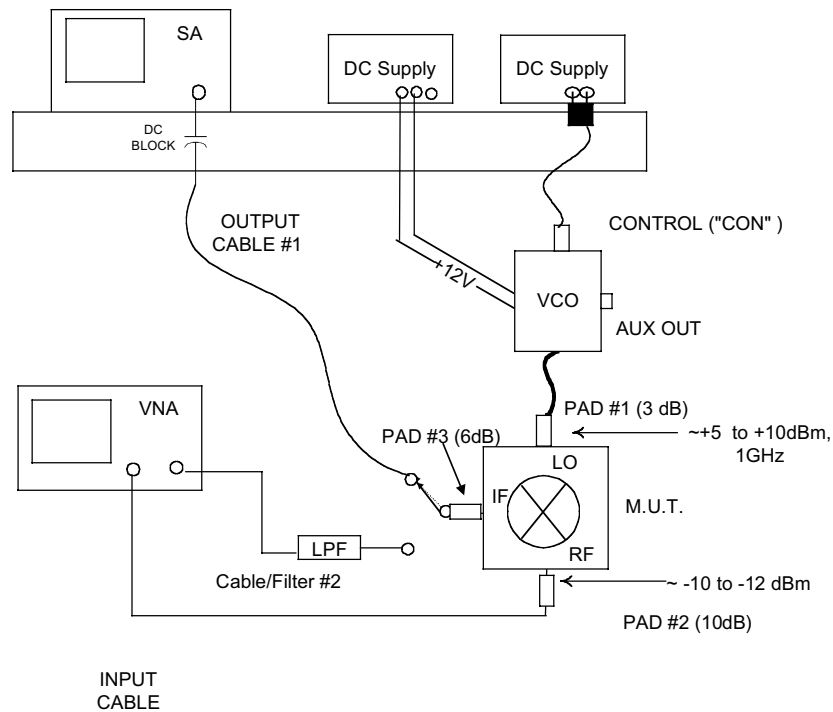 SA
DC Supply
DC Supply
DC
BLOCK
OUTPUT
CABLE #1
CONTROL ("CON" )
+12V
VCO
AUX OUT
VNA
PAD #1 (3 dB)
PAD #3 (6dB)
~+5 to +10dBm,
1GHz
LO
IF
M.U.T.
RF
LPF
Cable/Filter #2
~ -10 to -12 dBm
PAD #2 (10dB)
INPUT
CABLE